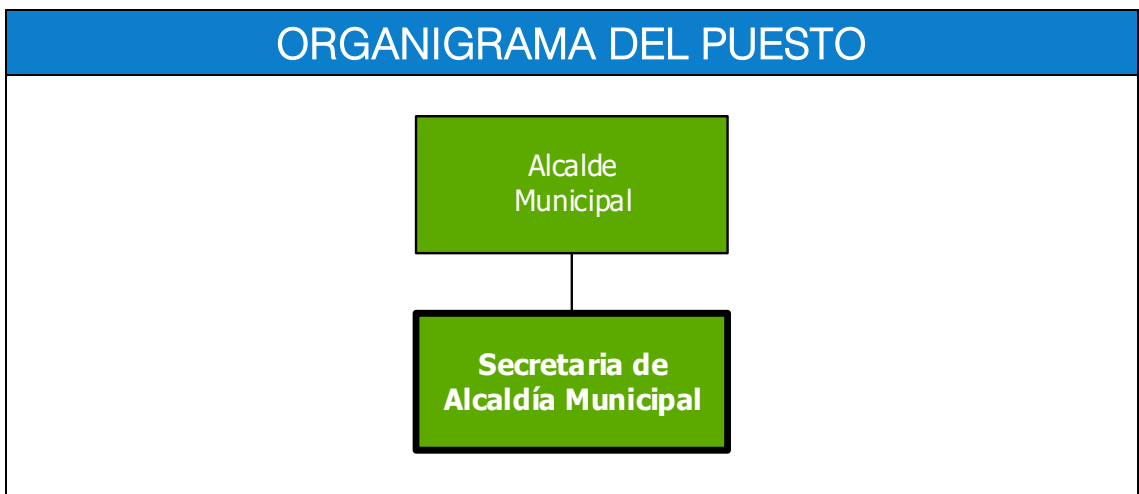 ORGANIGRAMA DEL PUESTO
Alcalde
Municipal
Secretaria de
Alcaldía Municipal